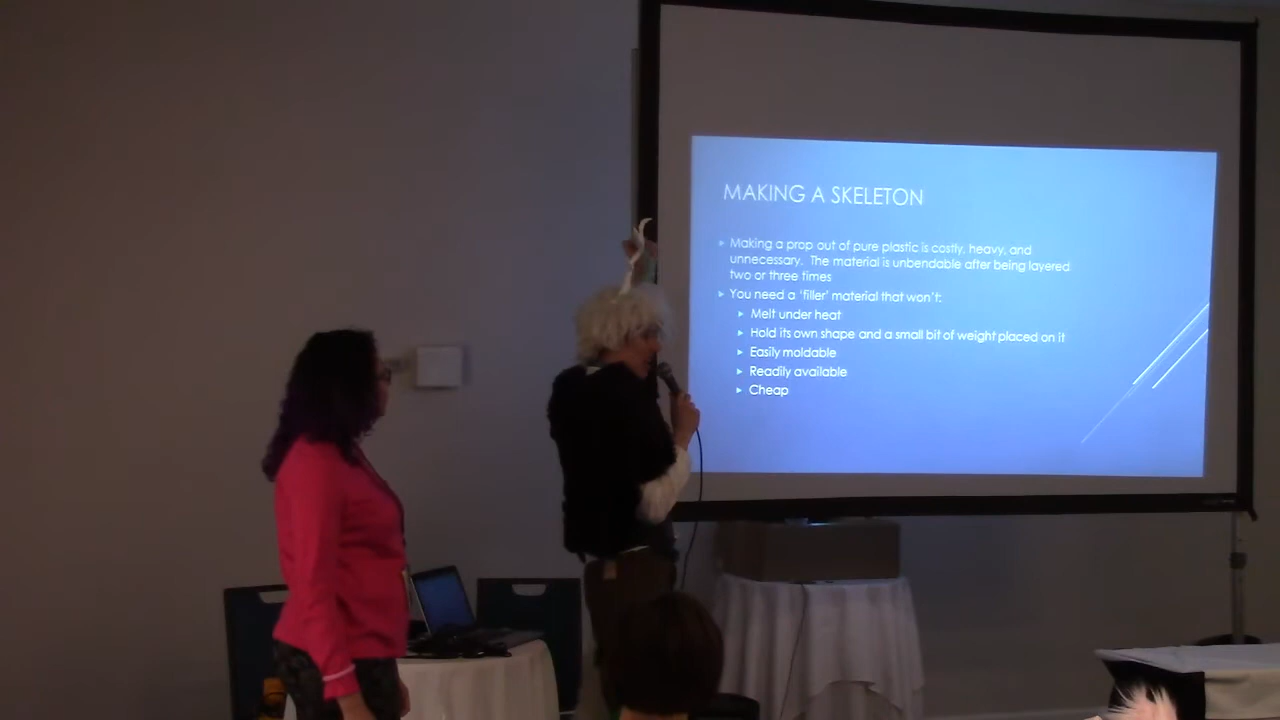 MAKING A SKELETON
Making a prop out of pure plastic is costly, heavy, and
unnecessary. The material is unbendable after being layered
two or three times
You need a 'filler' material that won't:
Melt under heat
Hold its own shape and a small bit of weight placed on it
Easily moldable
Readily available
Cheap